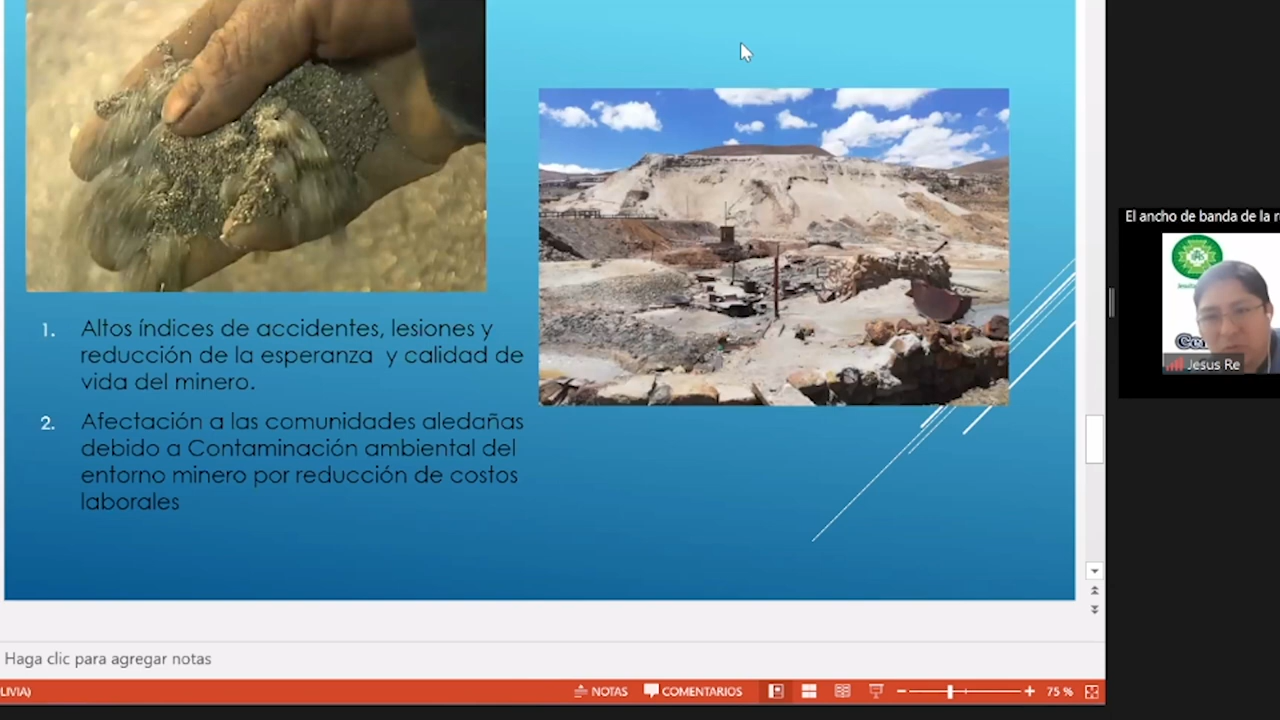 1. Altos índices de accidentes, lesiones y
reducción de la esperanza y calidad de
vida del minero.
2. Afectación a las comunidades aledañas
debido a Contaminación ambiental del
entorno minero por reducción de costos
laborales
El ancho de banda de la
Jesus Re
Haga clic para agregar notas
LIVIA)
NOTAS
COMENTARIOS
75 %